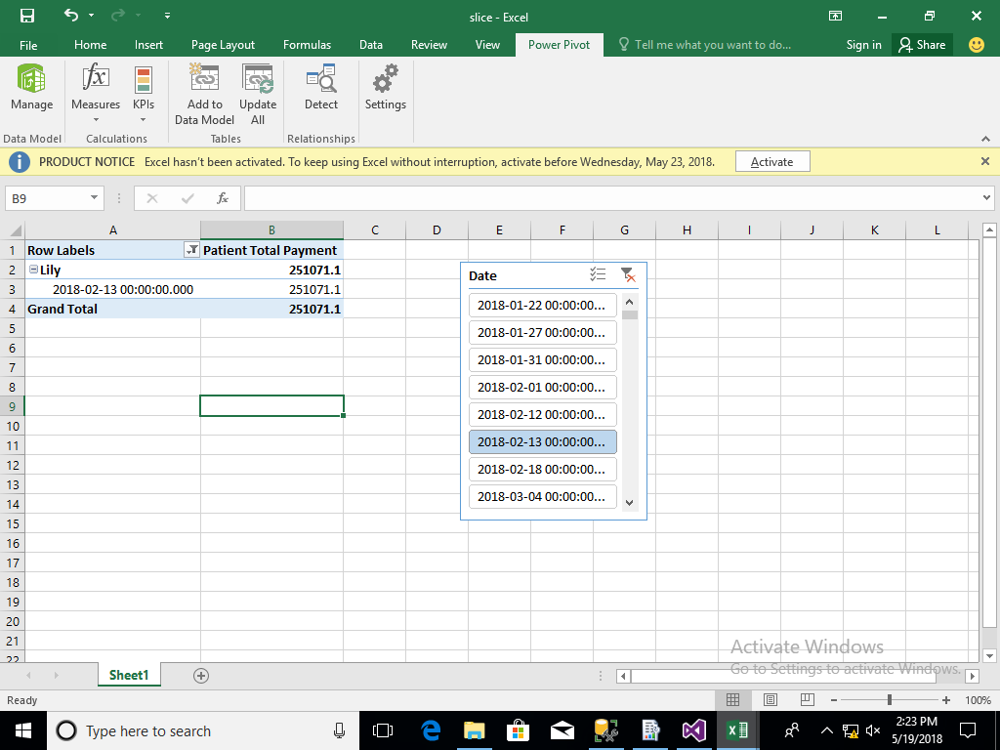 slice - Excel
File Home Insert Page Layout Formulas Data Review View Power Pivot Tell me what you want to do... Sign in Share
Manage Measures KPIs Add to Data Model Update All Detect Settings
Data Model Calculations Tables Relationships
PRODUCT NOTICE Excel hasn't been activated. To keep using Excel without interruption, activate before Wednesday, May 23, 2018. Activate
B9 fx
A B C D E F G H I J K L
1 Row Labels Patient Total Payment
2 Lily 251071.1
3 2018-02-13 00:00:00.000 251071.1
4 Grand Total 251071.1
5
6
7
8
9
10
11
12
13
14
15
16
17
18
19
20
21
22
Date
2018-01-22 00:00:00...
2018-01-27 00:00:00...
2018-01-31 00:00:00...
2018-02-01 00:00:00...
2018-02-12 00:00:00...
2018-02-13 00:00:00...
2018-02-18 00:00:00...
2018-03-04 00:00:00...
Activate Windows
Go to Settings to activate Windows.
Sheet1
Ready 100%
Type here to search 2:23 PM
5/19/2018